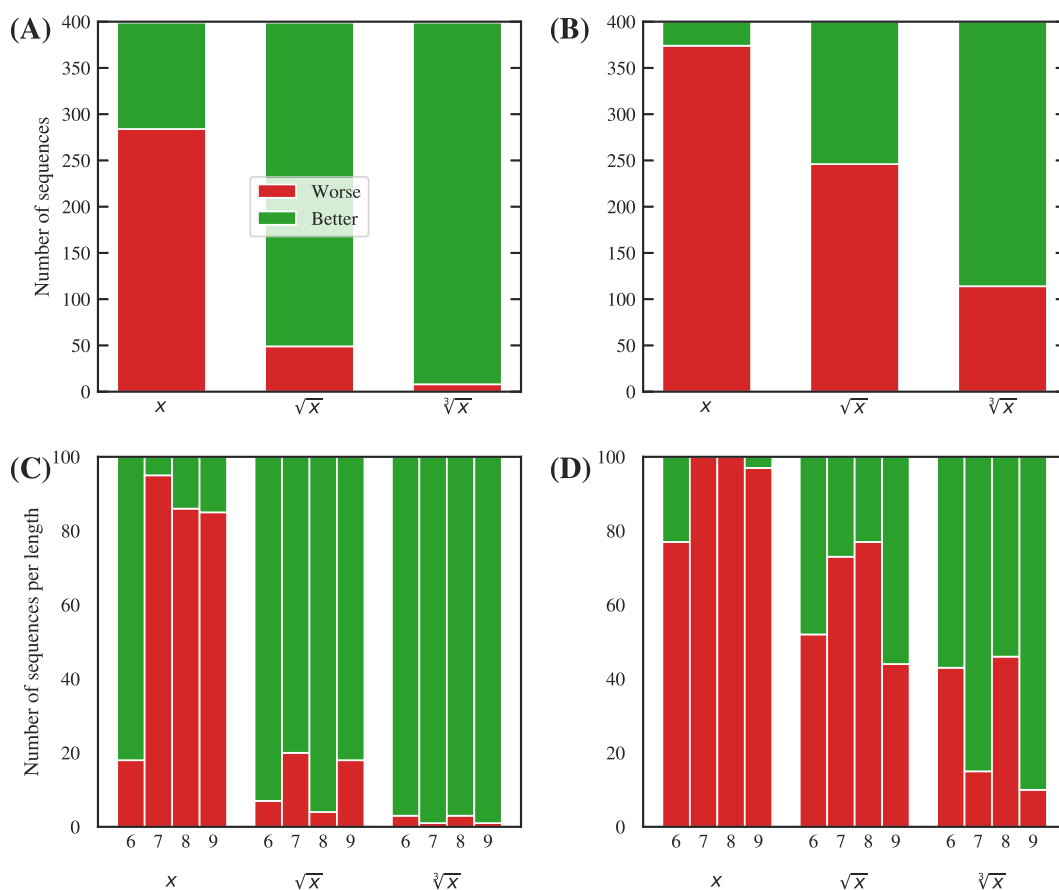 (A)
400
350
300
250
200
150
100
50
0
Number of sequences
Worse
Better
x
√x
∛x
(B)
400
350
300
250
200
150
100
50
0
x
√x
∛x
(C)
100
80
60
40
20
0
Number of sequences per length
6 7 8 9 6 7 8 9 6 7 8 9
x
√x
∛x
(D)
100
80
60
40
20
0
6 7 8 9 6 7 8 9 6 7 8 9
x
√x
∛x